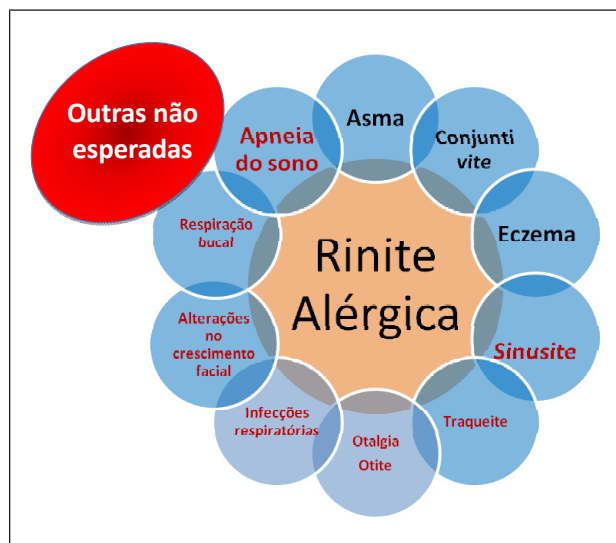 Outras não
esperadas
Apneia
do sono
Asma
Conjunti
vite
Respiração
bucal
Eczema
Rinite
Alérgica
Alterações
no
crescimento
facial
Sinusite
Infecções
respiratórias
Otalgia
Otite
Traqueite